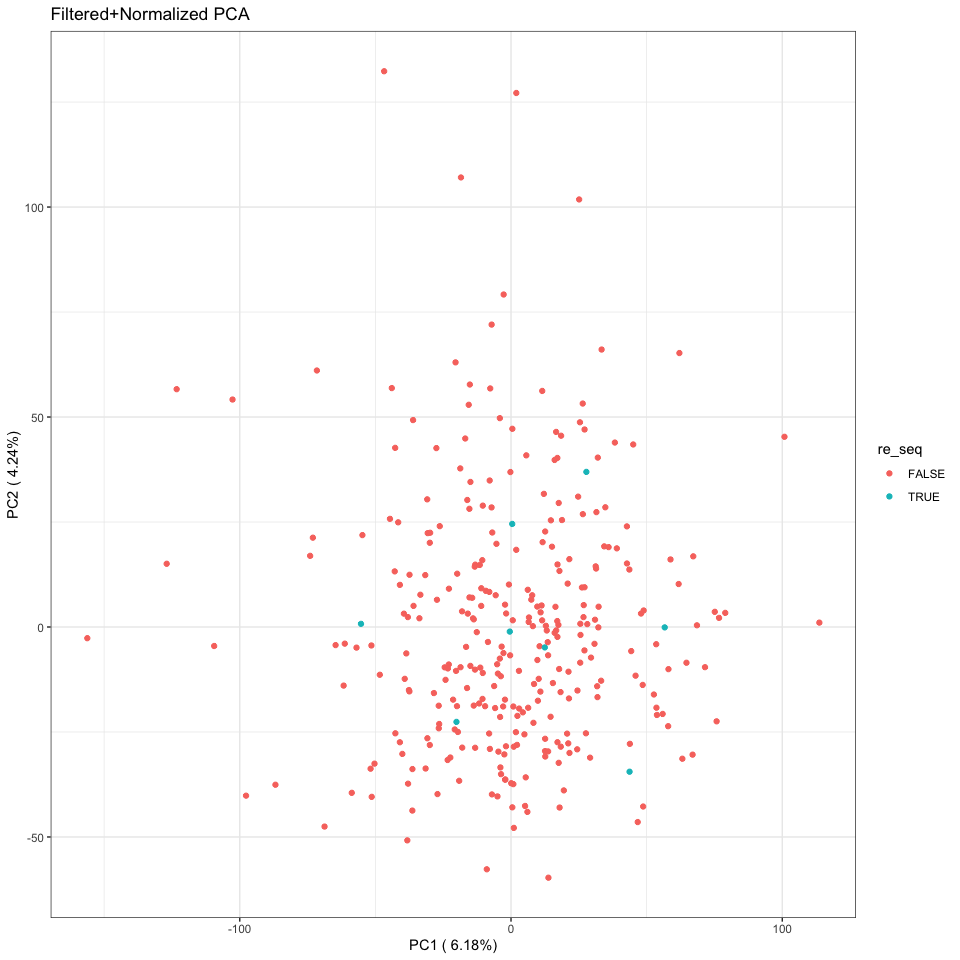 Filtered+Normalized PCA
PC2 ( 4.24%)
100
50
0
-50
-100
0
100
PC1 ( 6.18%)
re_seq
FALSE
TRUE